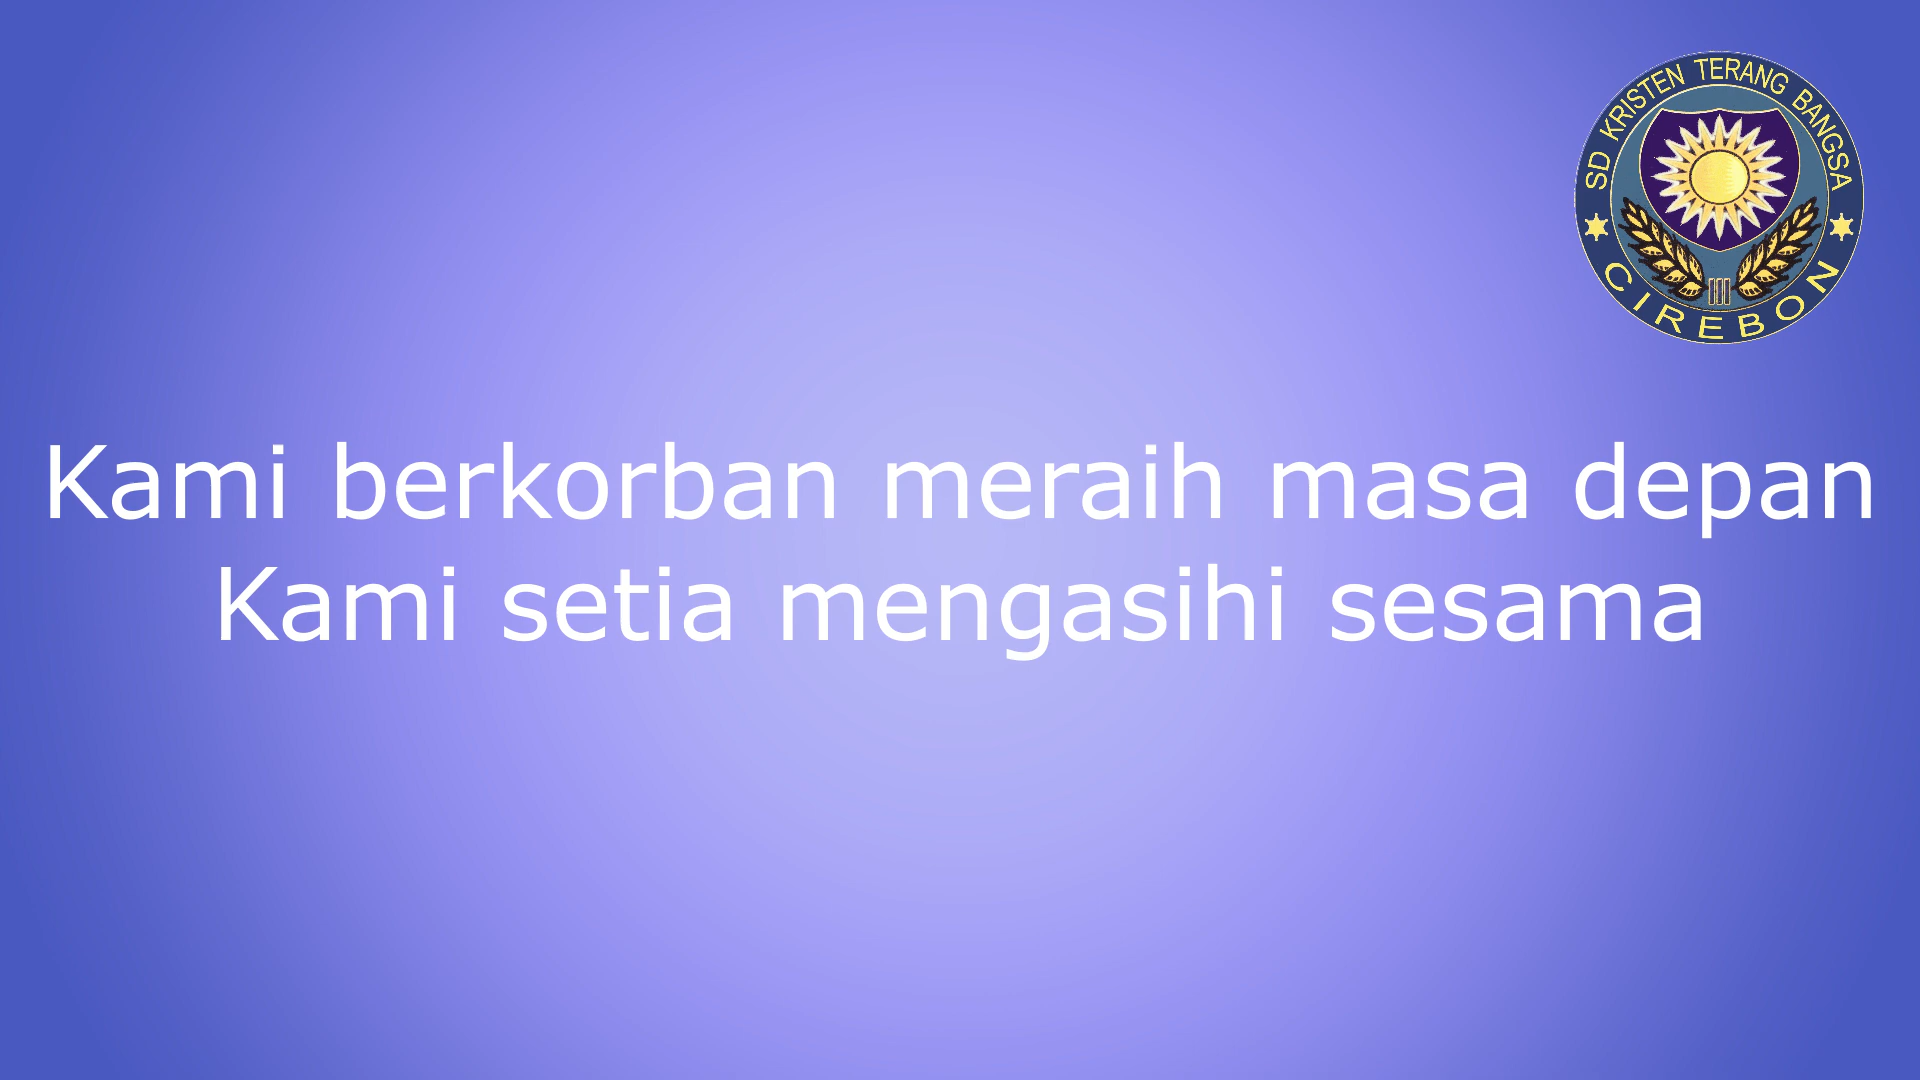 SD KRISTEN TERANG BANGSA
CIREBON
Kami berkorban meraih masa depan
Kami setia mengasihi sesama